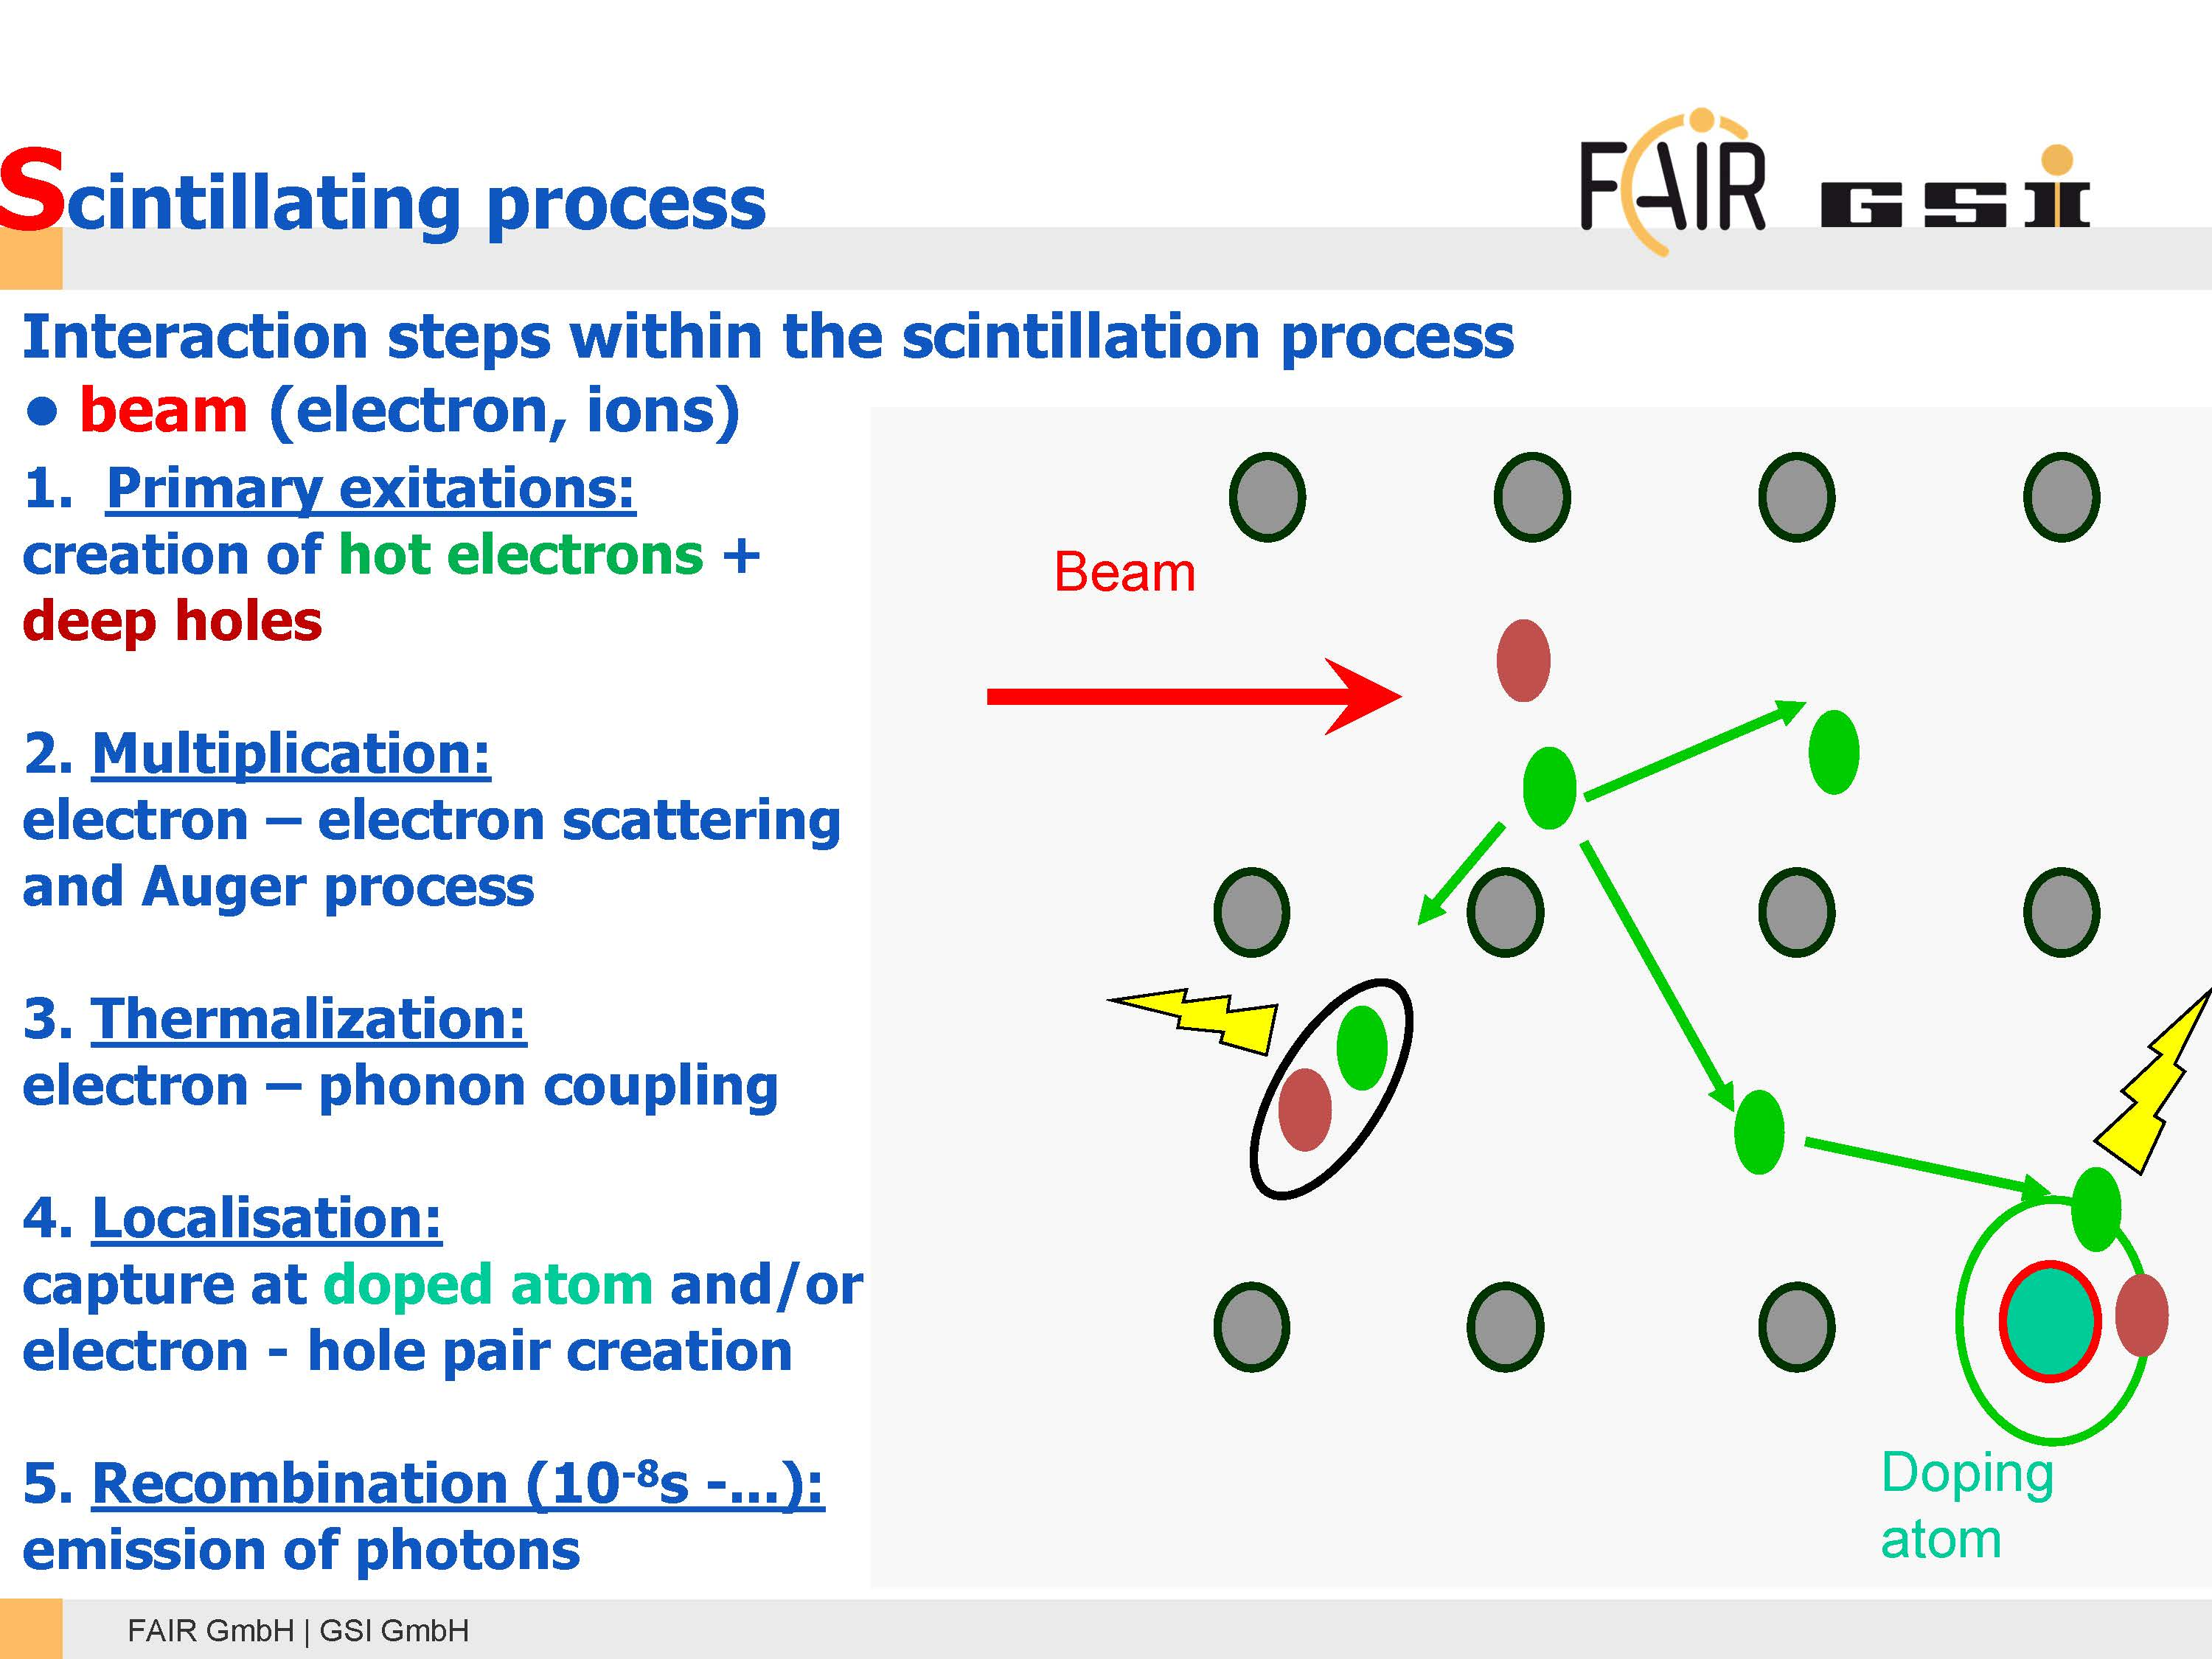 Scintillating process
FAIR GSI
Interaction steps within the scintillation process
● beam (electron, ions)
1. Primary exitations:
creation of hot electrons +
deep holes
2. Multiplication:
electron – electron scattering
and Auger process
3. Thermalization:
electron – phonon coupling
4. Localisation:
capture at doped atom and/or
electron - hole pair creation
5. Recombination (10⁻⁸s -...):
emission of photons
Beam
Doping
atom
FAIR GmbH | GSI GmbH